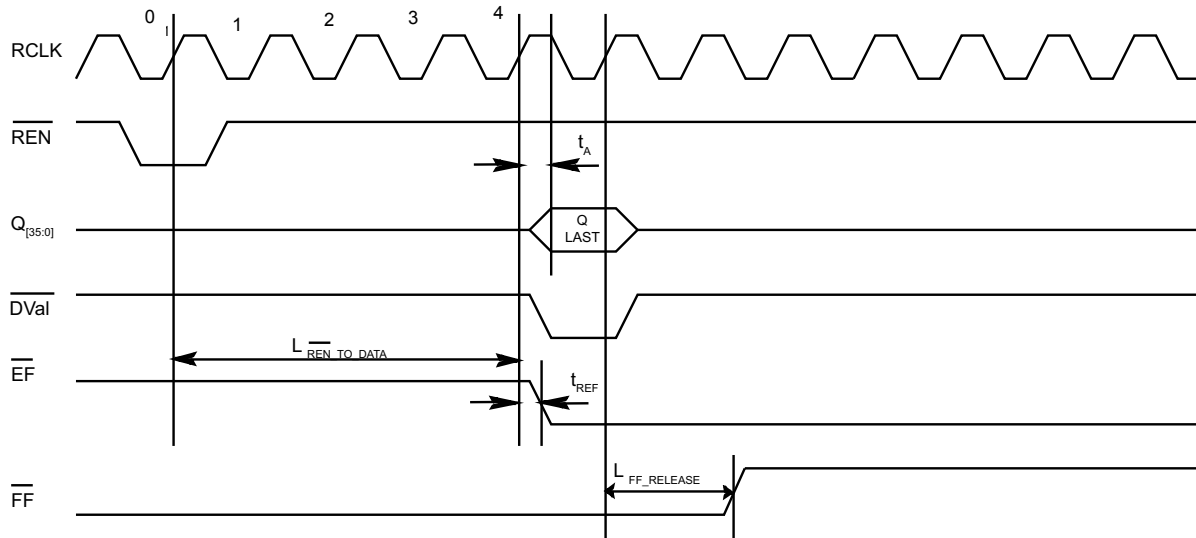 0 1 2 3 4
RCLK
REN
t_A
Q_[35:0]
Q
LAST
DVal
L_REN_TO_DATA
EF
t_REF
L_FF_RELEASE
FF